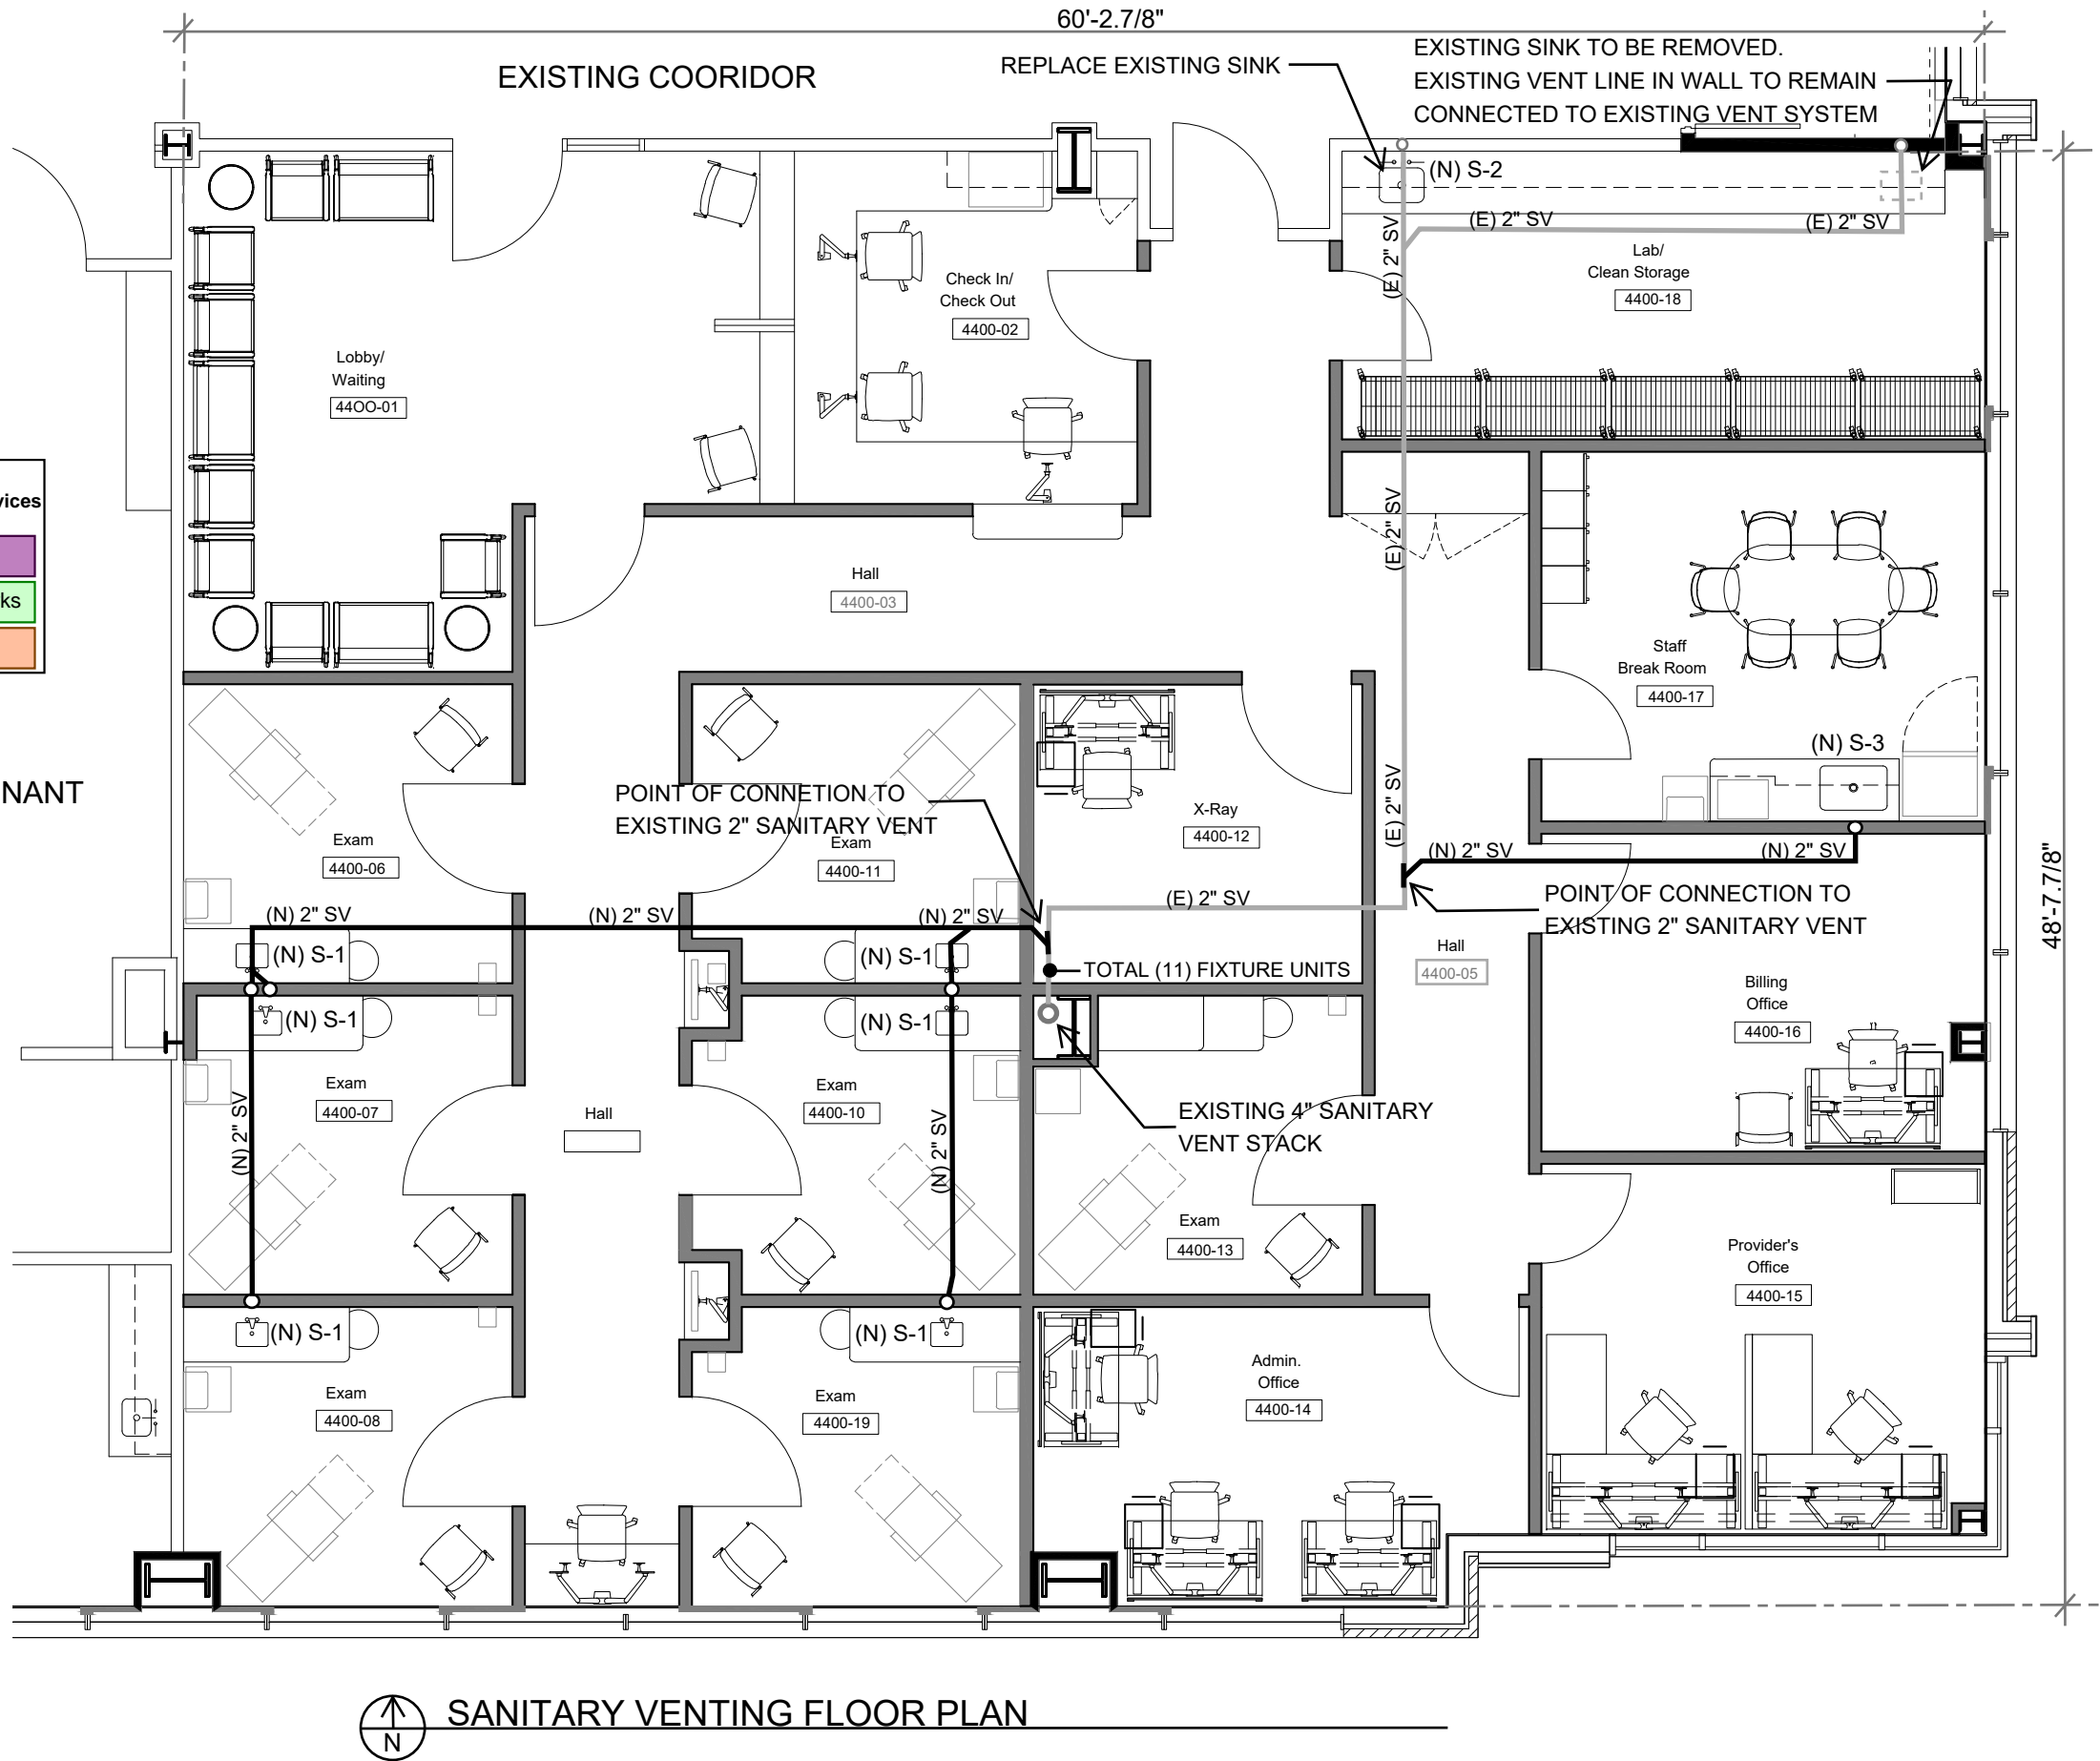 60'-2.7/8"
EXISTING COORIDOR
REPLACE EXISTING SINK
EXISTING SINK TO BE REMOVED.
EXISTING VENT LINE IN WALL TO REMAIN
CONNECTED TO EXISTING VENT SYSTEM
(N) S-2
(E) 2" SV
(E) 2" SV
(E) 2" SV
Lab/
Clean Storage
4400-18
Check In/
Check Out
4400-02
Lobby/
Waiting
44OO-01
vices
ks
NANT
(E) 2" SV
Hall
4400-03
Staff
Break Room
4400-17
(N) S-3
POINT OF CONNETION TO
EXISTING 2" SANITARY VENT
X-Ray
4400-12
(E) 2" SV
Exam
4400-06
Exam
4400-11
(N) 2" SV
(N) 2" SV
48'-7.7/8"
POINT OF CONNECTION TO
EXISTING 2" SANITARY VENT
(E) 2" SV
(N) 2" SV
(N) 2" SV
(N) 2" SV
(N) S-1
(N) S-1
Hall
4400-05
TOTAL (11) FIXTURE UNITS
(N) S-1
(N) S-1
Billing
Office
4400-16
Exam
4400-07
Exam
4400-10
Hall
(N) 2" SV
(N) 2" SV
EXISTING 4" SANITARY
VENT STACK
Exam
4400-13
Provider's
Office
4400-15
(N) S-1
(N) S-1
Exam
4400-08
Exam
4400-19
Admin.
Office
4400-14
N
SANITARY VENTING FLOOR PLAN